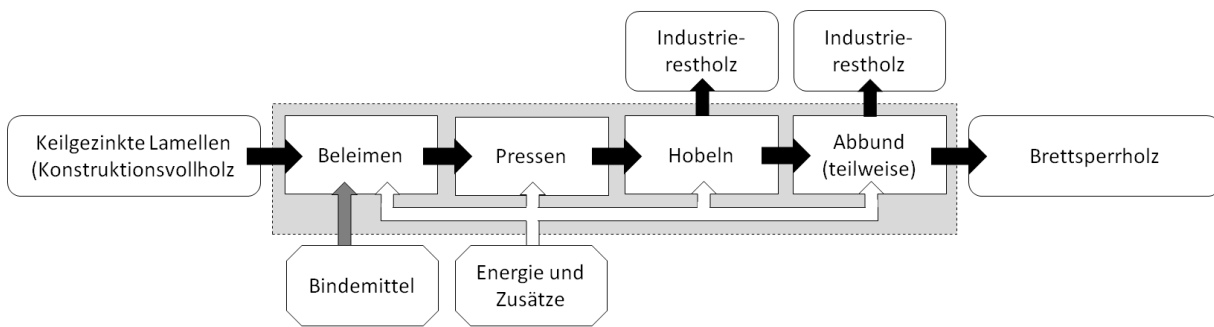 Industrie-
restholz
Industrie-
restholz
Keilgezinkte Lamellen
(Konstruktionsvollholz
Beleimen
Pressen
Hobeln
Abbund
(teilweise)
Brettsperrholz
Bindemittel
Energie und
Zusätze